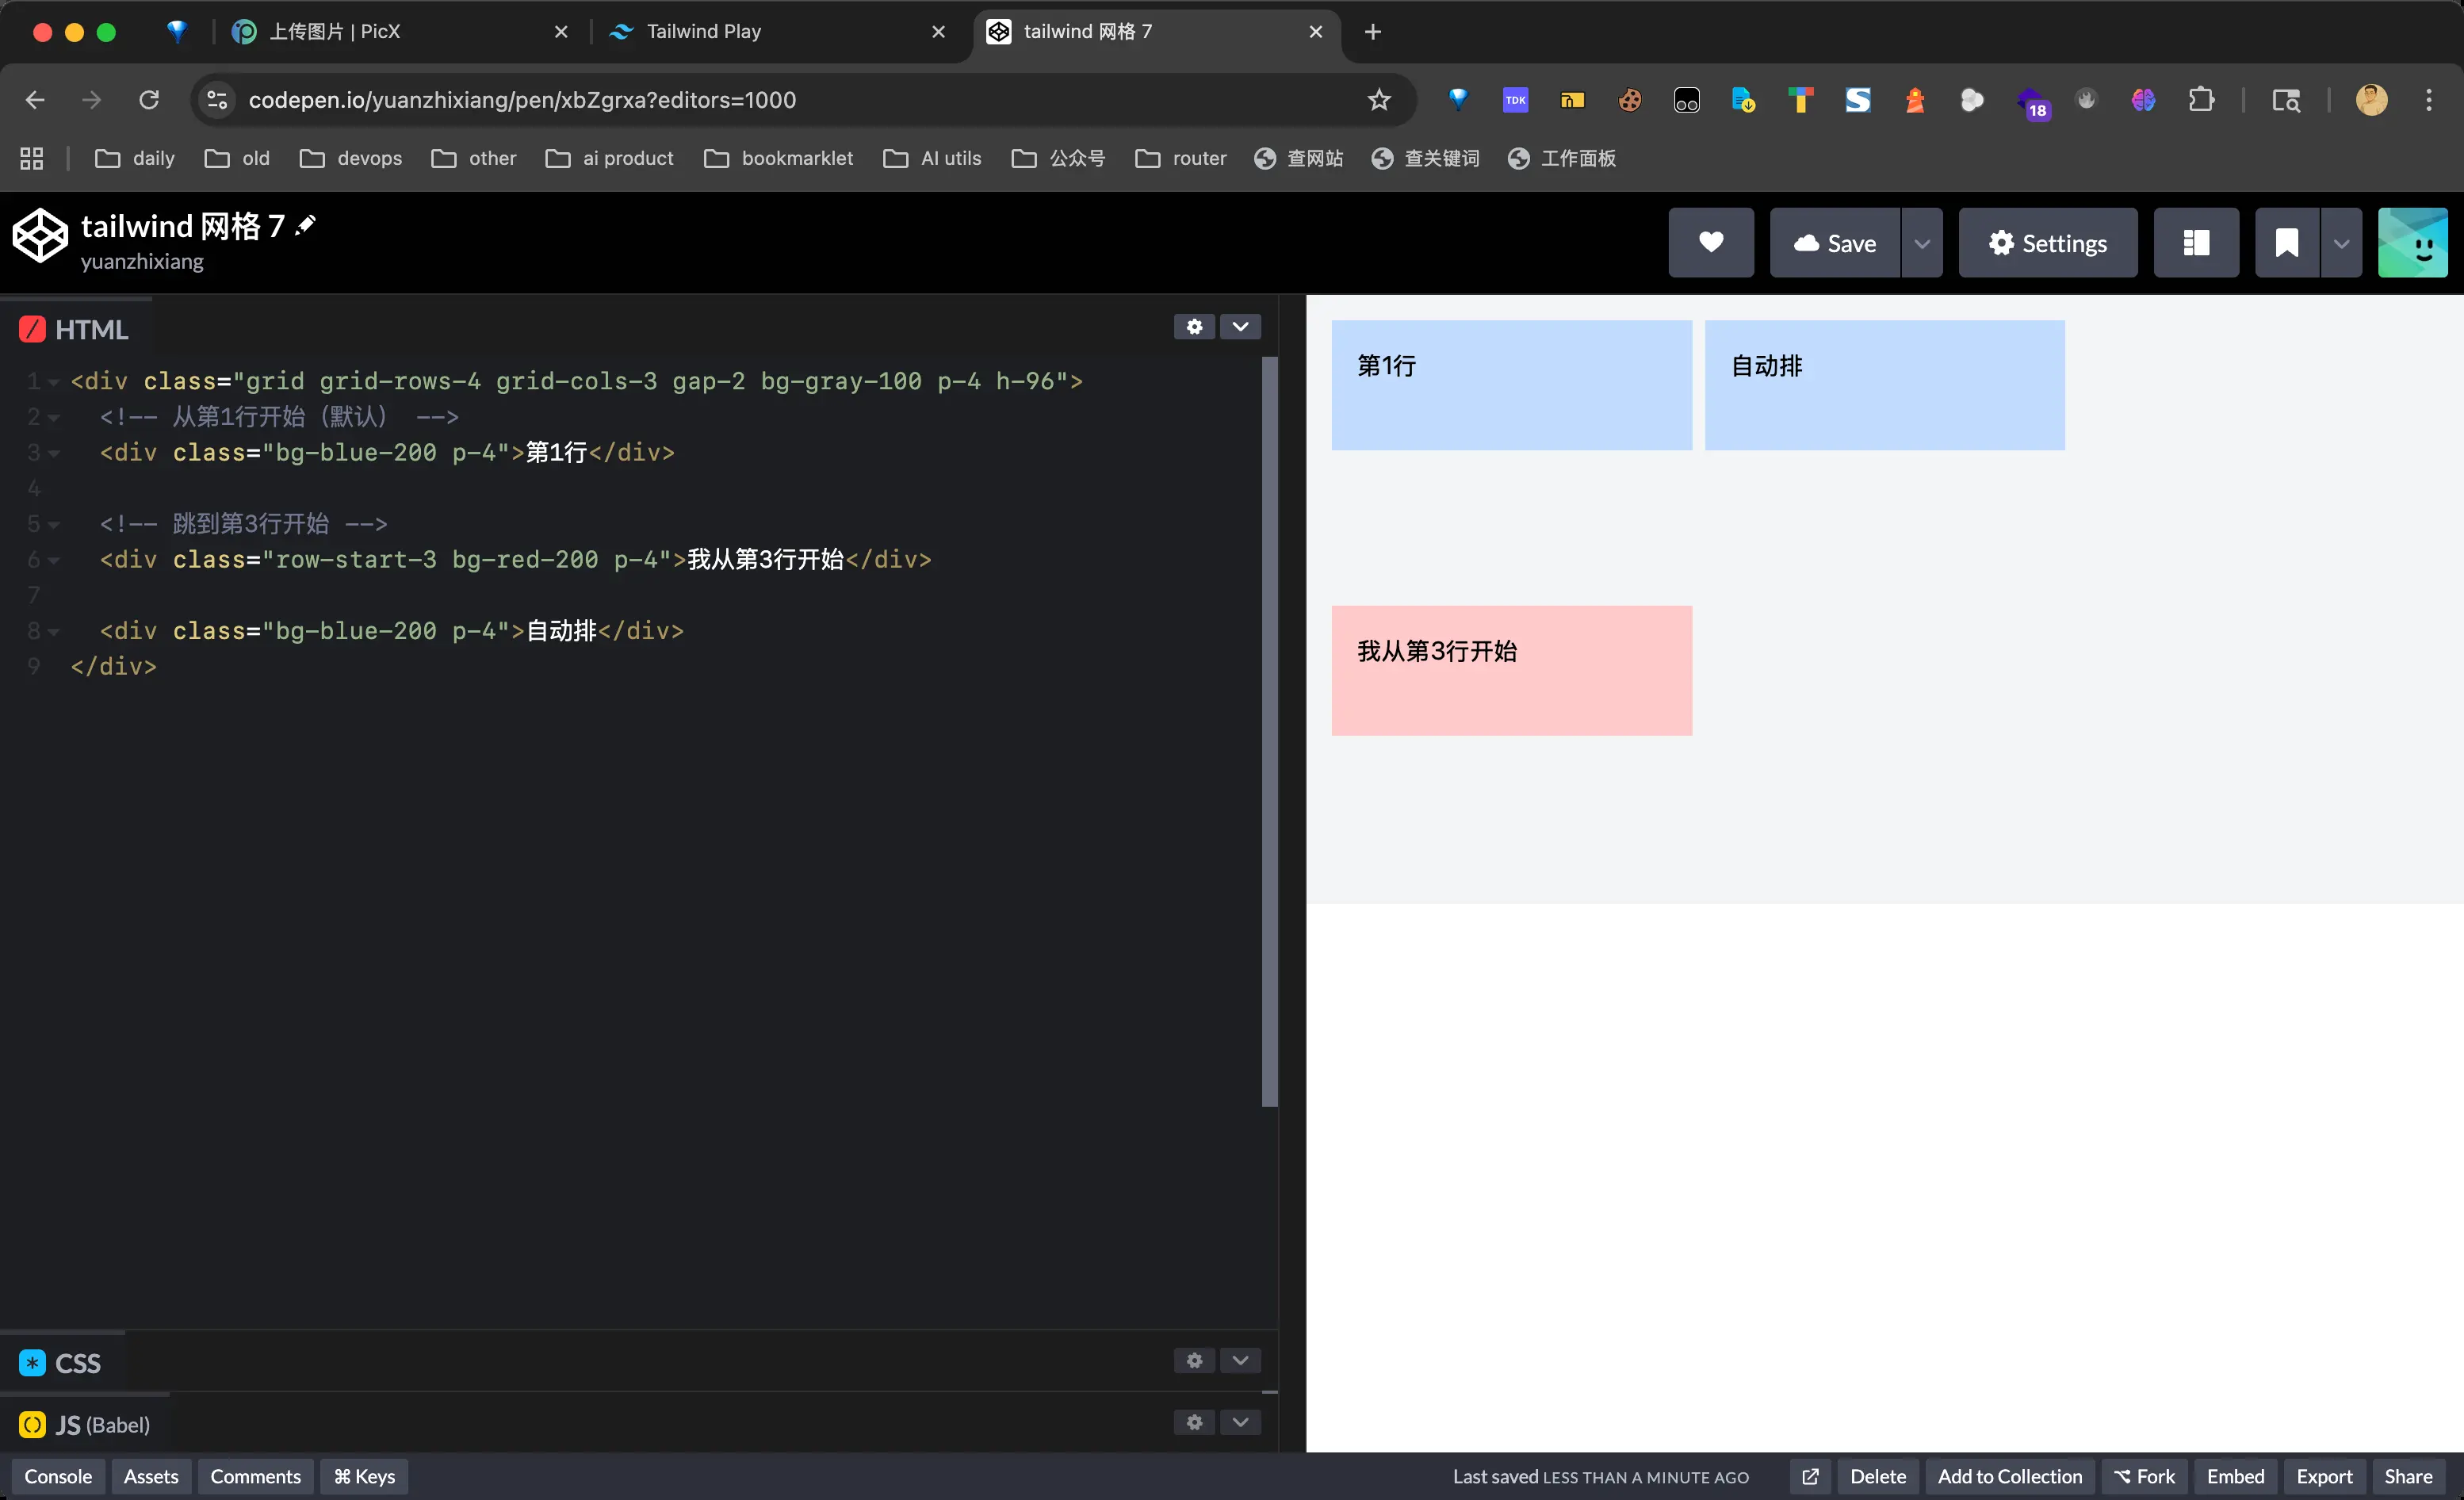 上传图片 | PicX
Tailwind Play
tailwind 网格 7
codepen.io/yuanzhixiang/pen/xbZgrxa?editors=1000
TDK
18
daily
old
devops
other
ai product
bookmarklet
AI utils
公众号
router
查网站
查关键词
工作面板
tailwind 网格 7
yuanzhixiang
Save
Settings
HTML
1 <div class="grid grid-rows-4 grid-cols-3 gap-2 bg-gray-100 p-4 h-96">
2 <!-- 从第1行开始（默认） -->
3 <div class="bg-blue-200 p-4">第1行</div>
4
5 <!-- 跳到第3行开始 -->
6 <div class="row-start-3 bg-red-200 p-4">我从第3行开始</div>
7
8 <div class="bg-blue-200 p-4">自动排</div>
9 </div>
第1行
自动排
我从第3行开始
CSS
JS (Babel)
Console
Assets
Comments
⌘ Keys
Last saved LESS THAN A MINUTE AGO
Delete
Add to Collection
Fork
Embed
Export
Share